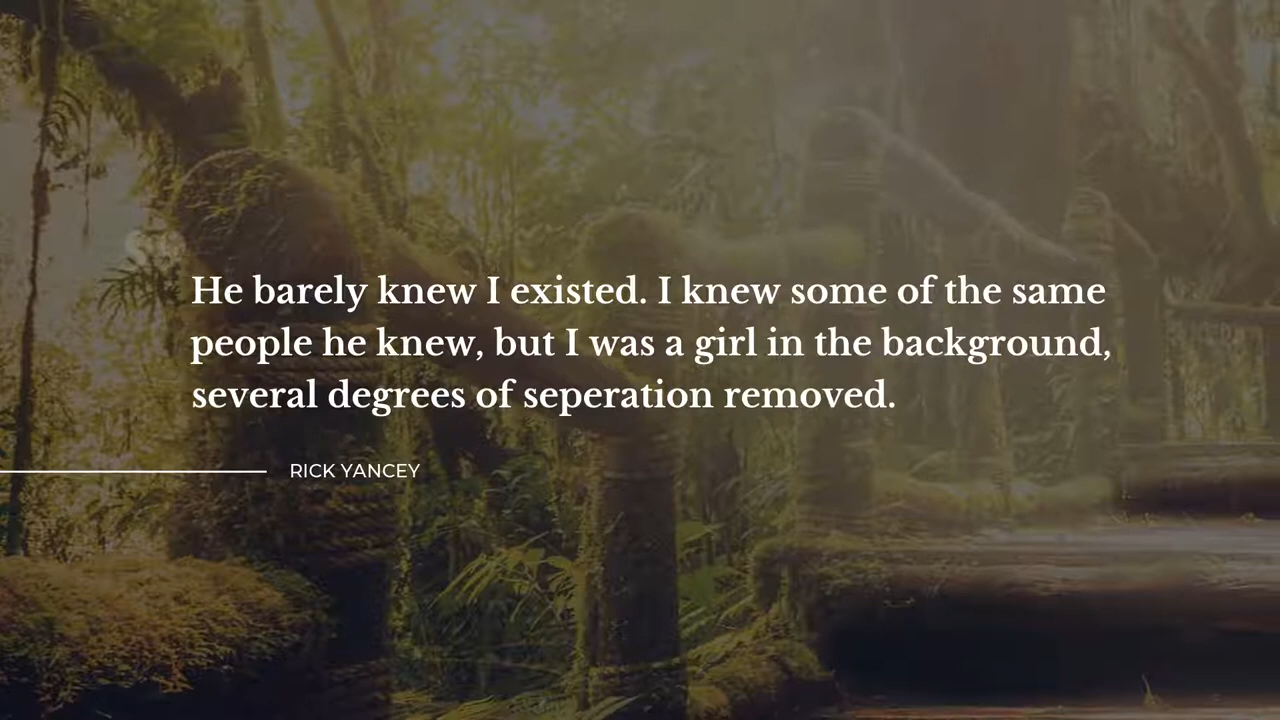 He barely knew I existed. I knew some of the same
people he knew, but I was a girl in the background,
several degrees of seperation removed.
RICK YANCEY